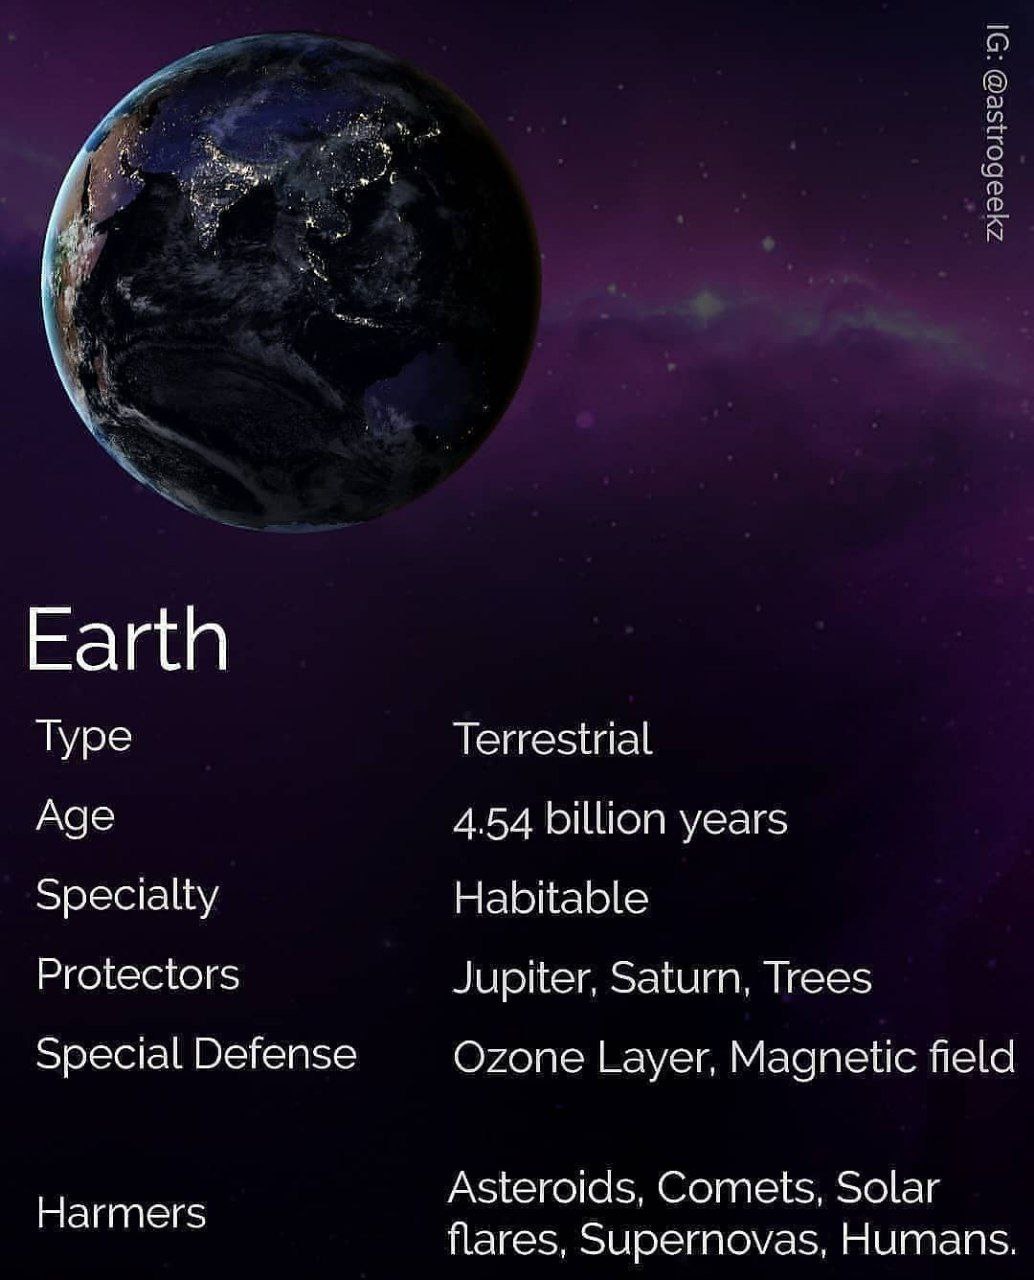 IG: @astrogeekz
Earth
Type Terrestrial
Age 4.54 billion years
Specialty Habitable
Protectors Jupiter, Saturn, Trees
Special Defense Ozone Layer, Magnetic field
Harmers Asteroids, Comets, Solar
flares, Supernovas, Humans.